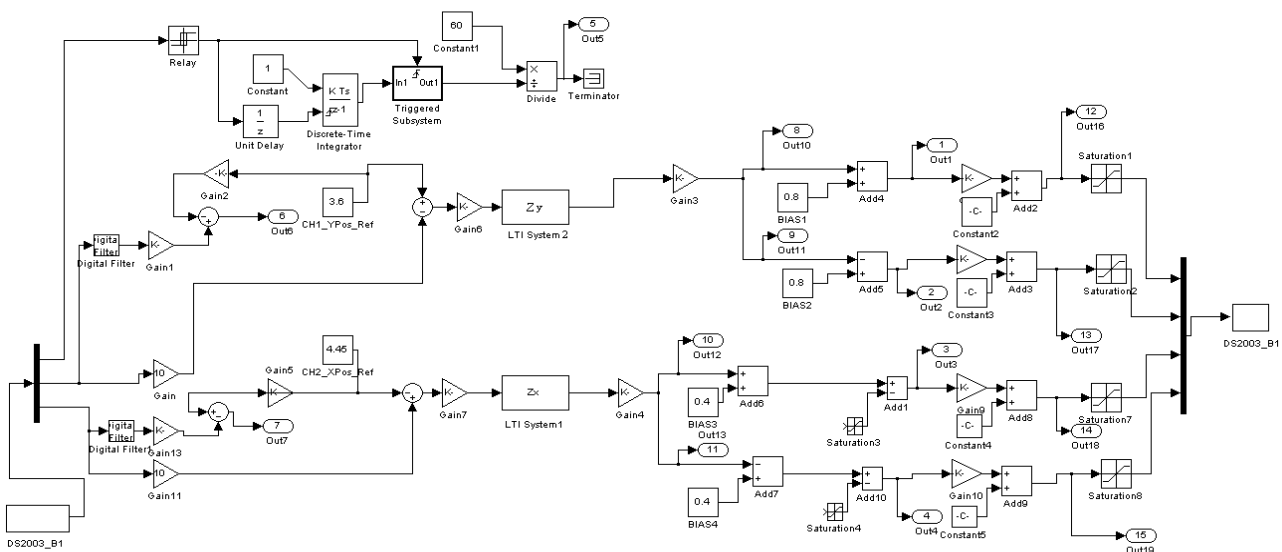 Relay
1
Constant
K Ts
z-1
Discrete-Time
Integrator
1
z
Unit Delay
In1
Out1
Triggered
Subsystem
60
Constant1
×
÷
Divide
5
Out5
Terminator
-K-
Gain2
3.6
CH1_YPos_Ref
6
Out6
Digital Filter
K-
Gain1
K-
Gain6
Zy
LTI System2
K-
Gain3
8
Out10
0.8
BIAS1
Add4
1
Out1
K-
-C-
Constant2
Add2
12
Out16
Saturation1
9
Out11
0.8
BIAS2
Add5
2
Out2
K-
-C-
Constant3
Add3
13
Out17
Saturation2
DS2003_B1
10
Gain
4.45
CH2_XPos_Ref
Gain5
K-
7
Out7
Digital Filter1
K-
Gain13
10
Gain11
K-
Gain7
Zx
LTI System1
K-
Gain4
10
Out12
0.4
BIAS3
Out13
11
Add6
Saturation3
Add1
3
Out3
K-
Gain9
-C-
Constant4
Add8
14
Out18
Saturation7
0.4
BIAS4
Add7
Saturation4
Add10
4
Out4
K-
Gain10
-C-
Constant5
Add9
15
Out19
Saturation8
DS2003_B1